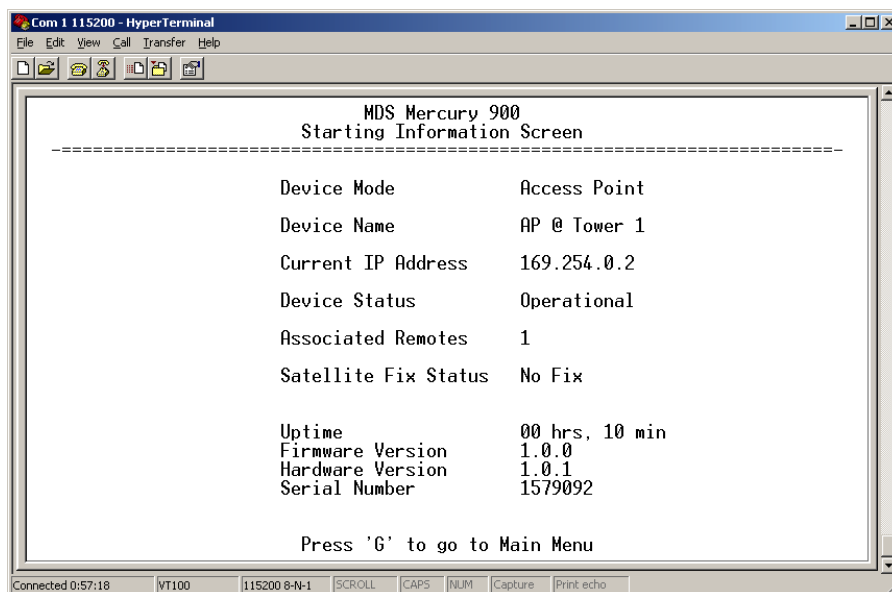 Com 1 115200 - HyperTerminal
File Edit View Call Transfer Help
MDS Mercury 900
Starting Information Screen
-==========================================================================-
Device Mode Access Point
Device Name AP @ Tower 1
Current IP Address 169.254.0.2
Device Status Operational
Associated Remotes 1
Satellite Fix Status No Fix
Uptime 00 hrs, 10 min
Firmware Version 1.0.0
Hardware Version 1.0.1
Serial Number 1579092
Press 'G' to go to Main Menu
Connected 0:57:18 VT100 115200 8-N-1 SCROLL CAPS NUM Capture Print echo